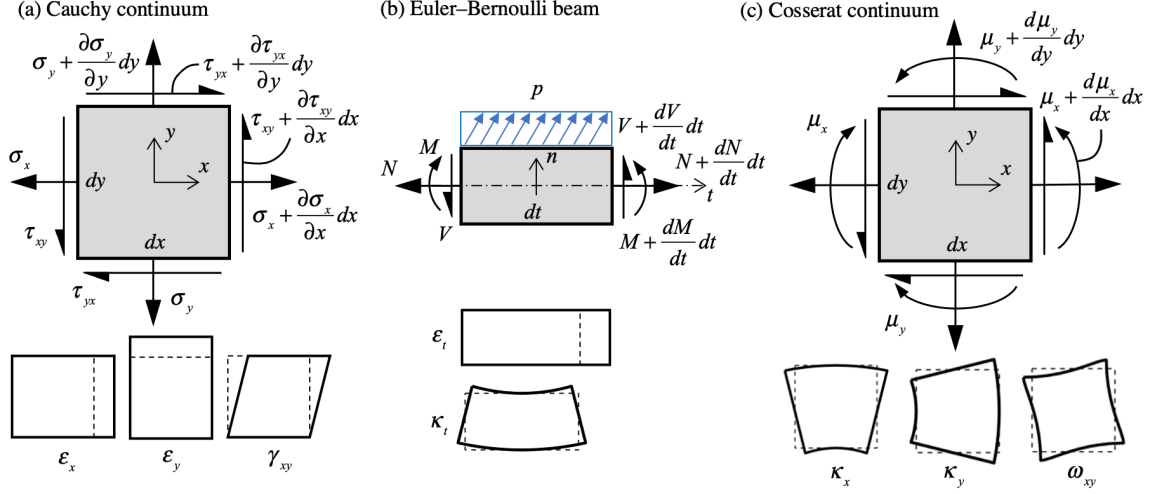 (a) Cauchy continuum
σ_y + ∂σ_y/∂y dy
τ_yx + ∂τ_yx/∂y dy
τ_xy + ∂τ_xy/∂x dx
y
x
σ_x
dy
σ_x + ∂σ_x/∂x dx
τ_xy
dx
τ_yx
σ_y
ε_x
ε_y
γ_xy
(b) Euler–Bernoulli beam
p
V + dV/dt dt
M
n
N
N + dN/dt dt
t
dt
V
M + dM/dt dt
ε_t
κ_t
(c) Cosserat continuum
μ_y + dμ_y/dy dy
μ_x + dμ_x/dx dx
μ_x
y
x
dy
dx
μ_y
κ_x
κ_y
ω_xy